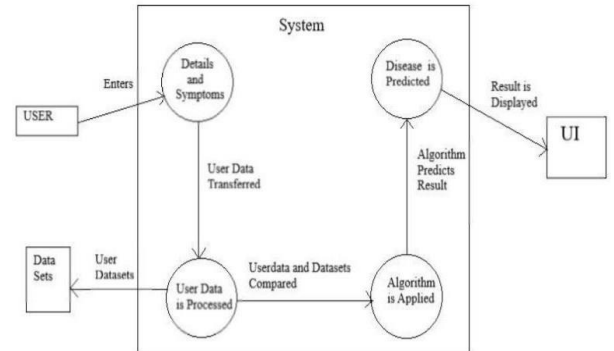 System
Details
and
Symptoms
Disease is
Predicted
Enters
USER
Result is
Displayed
UI
User Data
Transferred
Algorithm
Predicts
Result
Data
Sets
User
Datasets
User Data
is Processed
Userdata and Datasets
Compared
Algorithm
is Applied